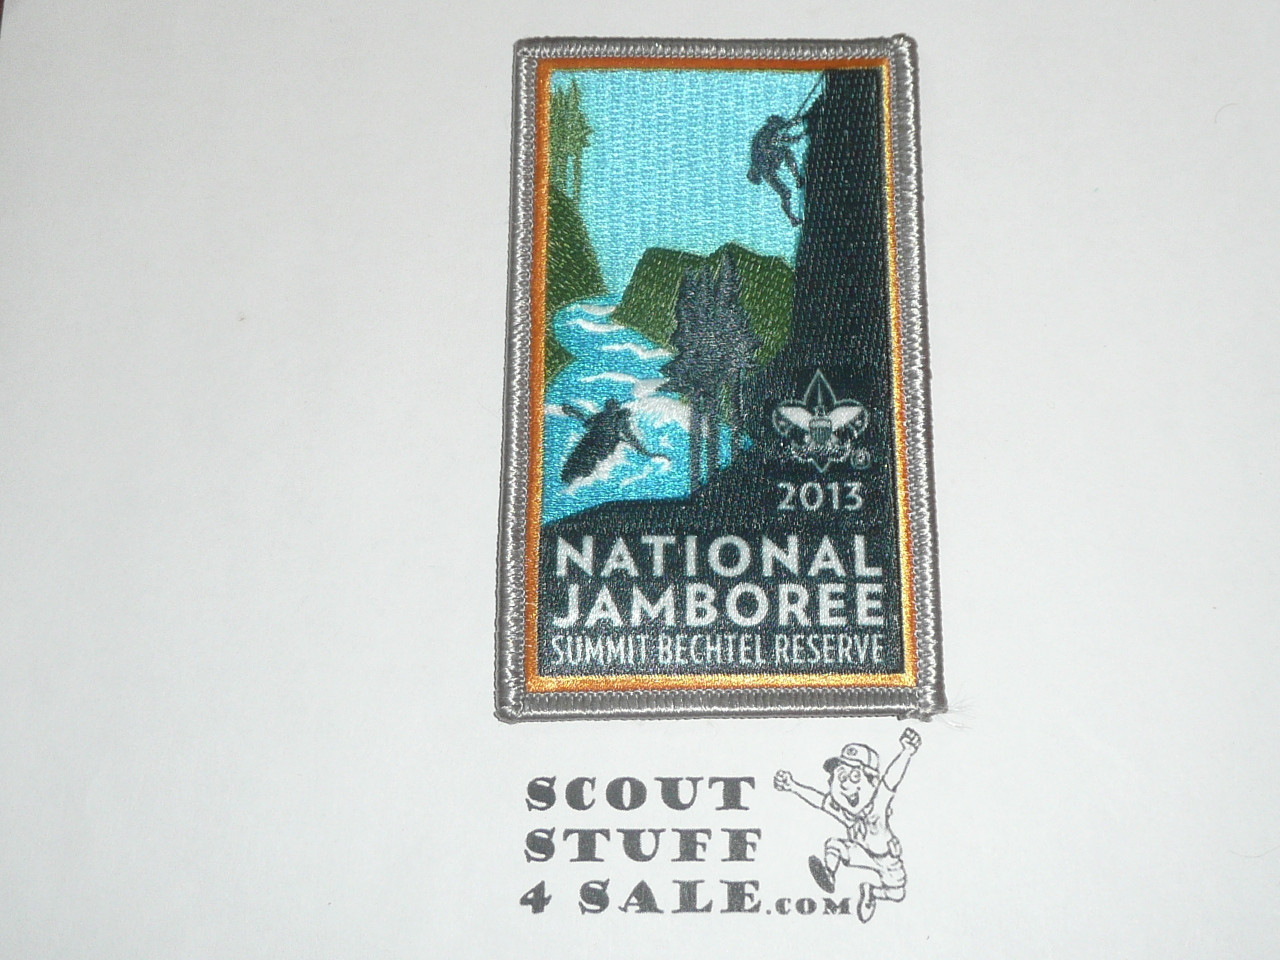 2013
NATIONAL
JAMBOREE
SUMMIT BECHTEL RESERVE
SCOUT
STUFF
4 SALE.COM